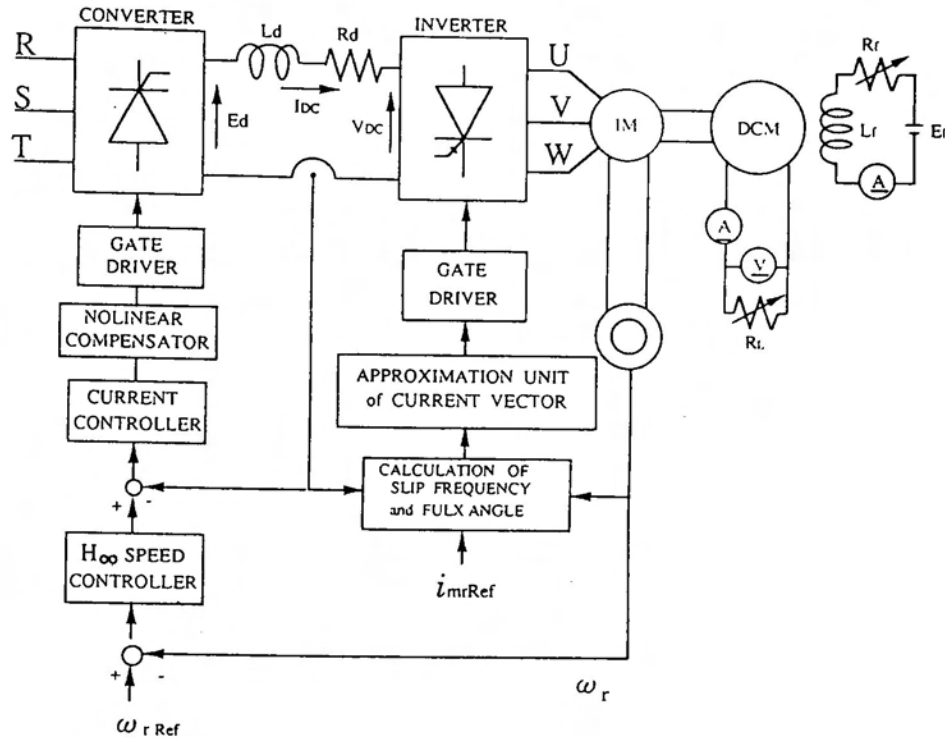 CONVERTER
Ld
Rd
INVERTER
R
S
T
IDC
Ed
VDC
U
V
W
IM
DCM
Rf
Lf
Ef
A
A
V
RL
GATE
DRIVER
NOLINEAR
COMPENSATOR
CURRENT
CONTROLLER
GATE
DRIVER
APPROXIMATION UNIT
of CURRENT VECTOR
CALCULATION OF
SLIP FREQUENCY
and FULX ANGLE
+ -
H∞ SPEED
CONTROLLER
imrRef
+ -
ωr
ωr Ref